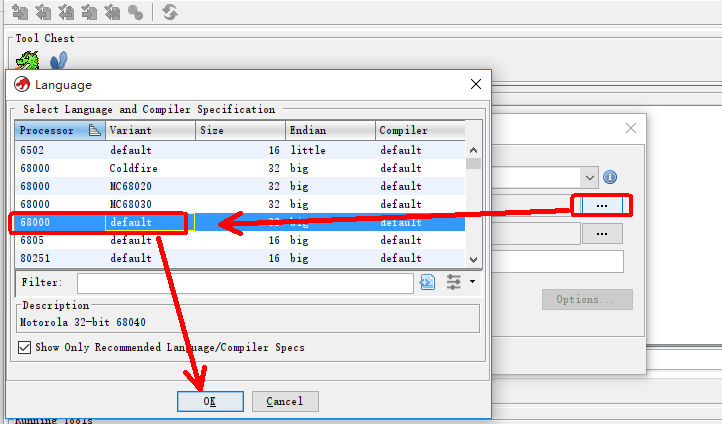 Tool Chest
Language
Select Language and Compiler Specification
Processor Variant Size Endian Compiler
6502 default 16 little default
68000 Coldfire 32 big default
68000 MC68020 32 big default
68000 MC68030 32 big default
68000 default 32 big default
6805 default 16 big default
80251 default 16 big default
...
...
Filter:
Options...
Description
Motorola 32-bit 68040
Show Only Recommended Language/Compiler Specs
OK Cancel
Running Tools